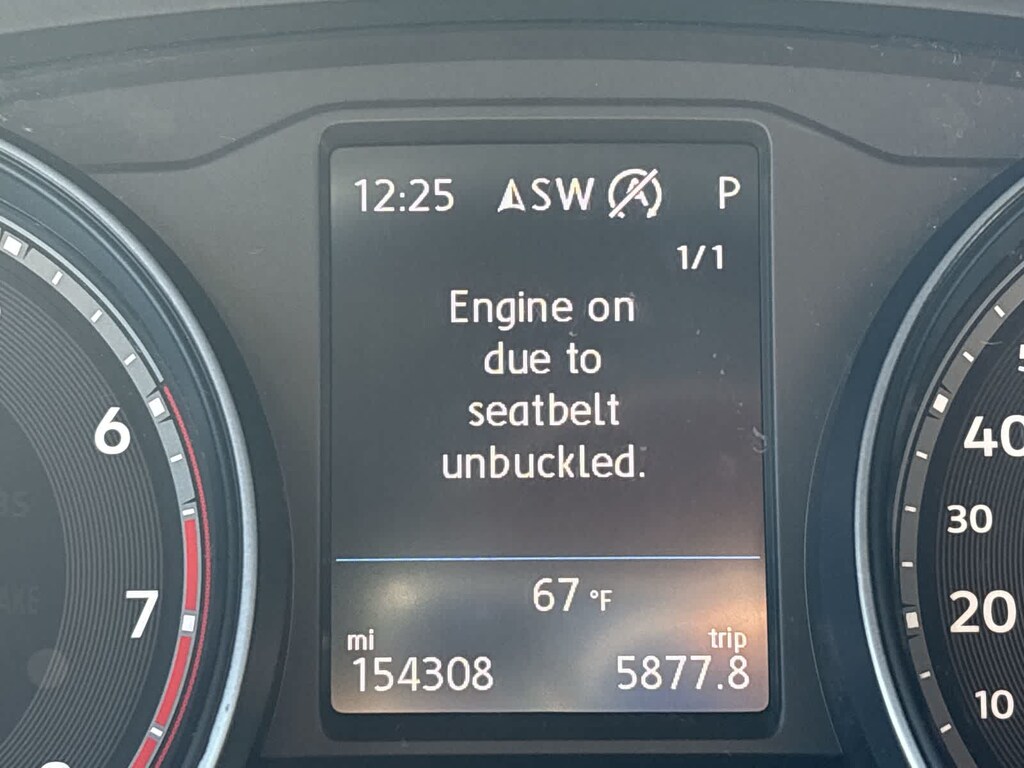 12:25 SW A P
1/1
Engine on
due to
seatbelt
unbuckled.
67 °F
mi trip
154308 5877.8
6
7
40
30
20
10